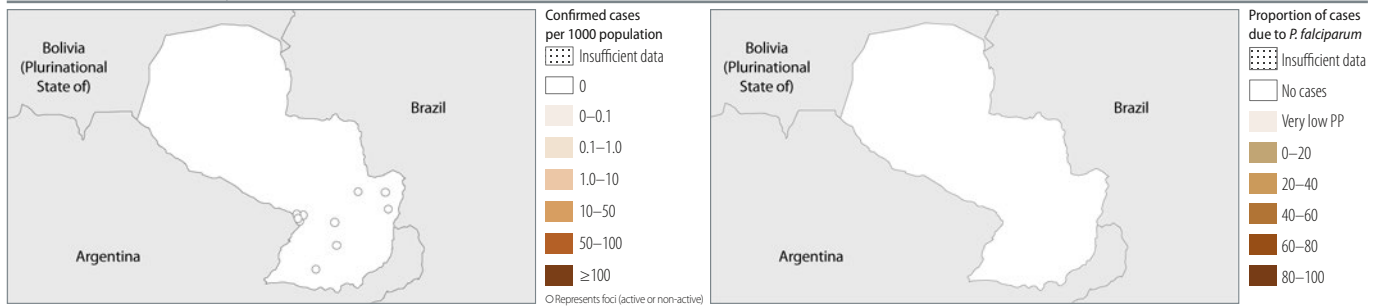 Bolivia
(Plurinational
State of)
Brazil
Argentina
Confirmed cases
per 1000 population
Insufficient data
0
0–0.1
0.1–1.0
1.0–10
10–50
50–100
≥100
O Represents foci (active or non-active)
Bolivia
(Plurinational
State of)
Brazil
Argentina
Proportion of cases
due to P. falciparum
Insufficient data
No cases
Very low PP
0–20
20–40
40–60
60–80
80–100